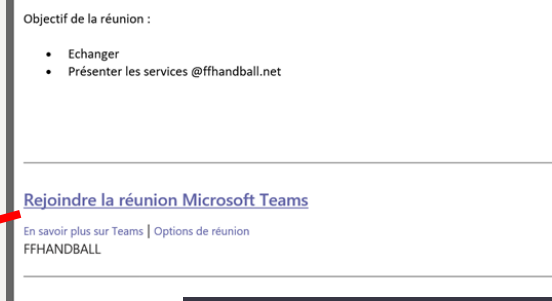 Objectif de la réunion :
• Echanger
• Présenter les services @ffhandball.net
Rejoindre la réunion Microsoft Teams
En savoir plus sur Teams | Options de réunion
FFHANDBALL